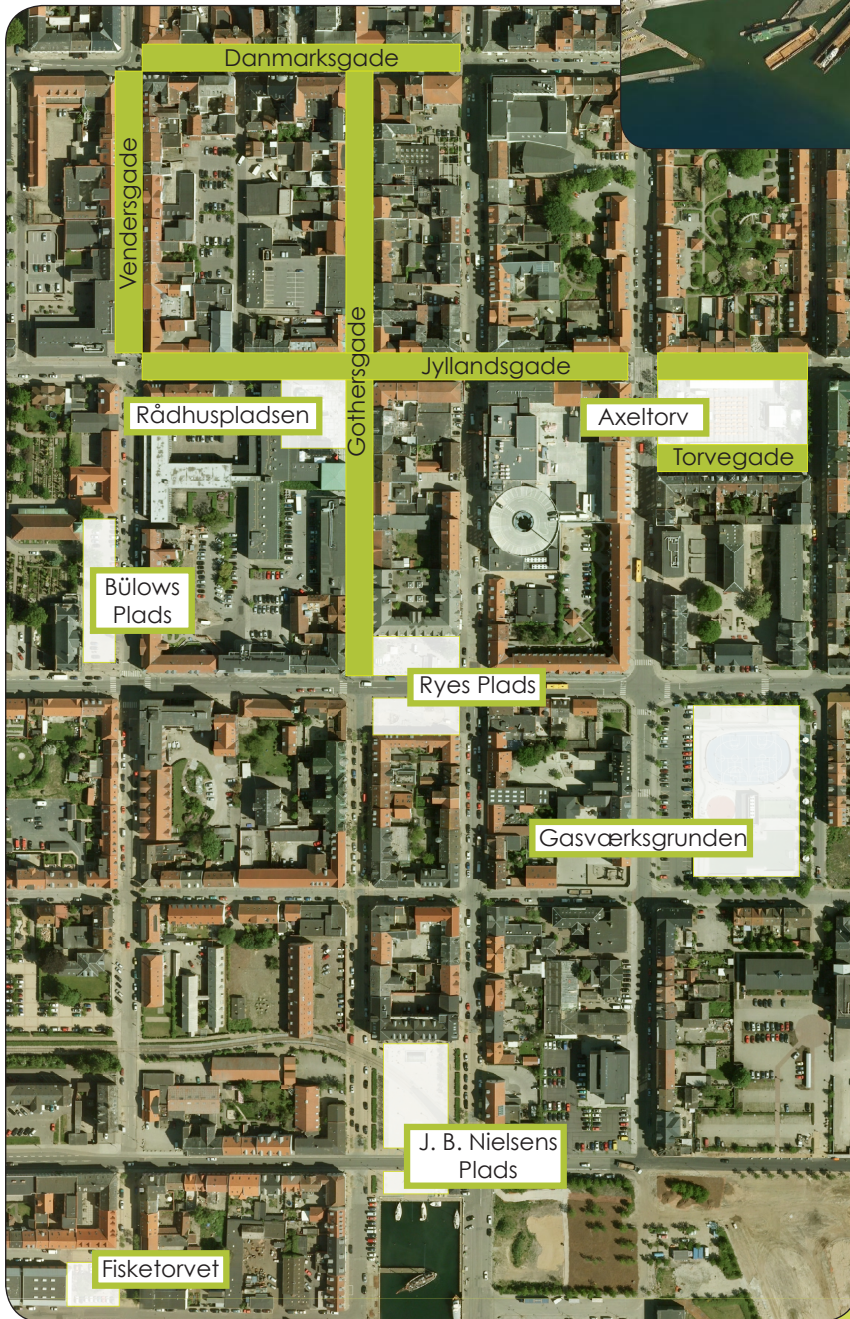 Danmarksgade
Vendersgade
Gothersgade
Jyllandsgade
Rådhuspladsen
Axeltorv
Torvegade
Bülows
Plads
Ryes Plads
Gasværksgrunden
J. B. Nielsens
Plads
Fisketorvet